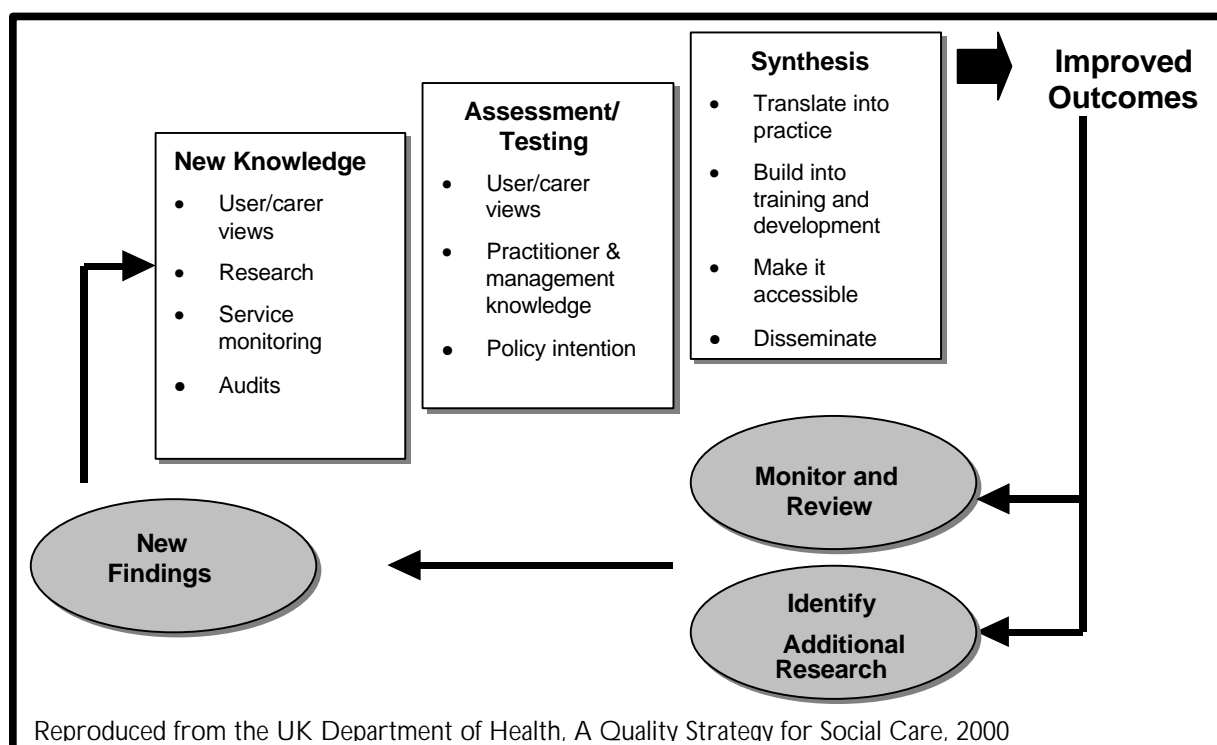 New Knowledge
• User/carer
views
• Research
• Service
monitoring
• Audits
Assessment/
Testing
• User/carer
views
• Practitioner &
management
knowledge
• Policy intention
Synthesis
• Translate into
practice
• Build into
training and
development
• Make it
accessible
• Disseminate
Improved
Outcomes
Monitor and
Review
Identify
Additional
Research
New
Findings
Reproduced from the UK Department of Health, A Quality Strategy for Social Care, 2000